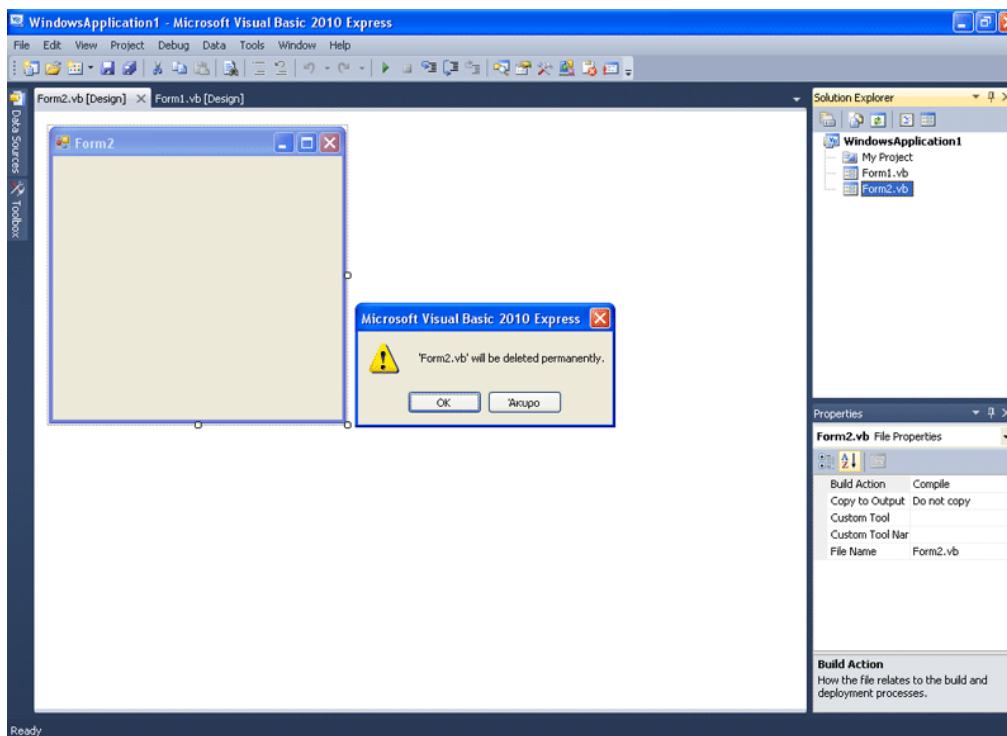 WindowsApplication1 - Microsoft Visual Basic 2010 Express
File Edit View Project Debug Data Tools Window Help
Form2.vb [Design] Form1.vb [Design]
Data Sources
Toolbox
Form2
Microsoft Visual Basic 2010 Express
'Form2.vb' will be deleted permanently.
OK Άκυρο
Solution Explorer
WindowsApplication1
My Project
Form1.vb
Form2.vb
Properties
Form2.vb File Properties
Build Action Compile
Copy to Output Do not copy
Custom Tool
Custom Tool Nar
File Name Form2.vb
Build Action
How the file relates to the build and
deployment processes.
Ready